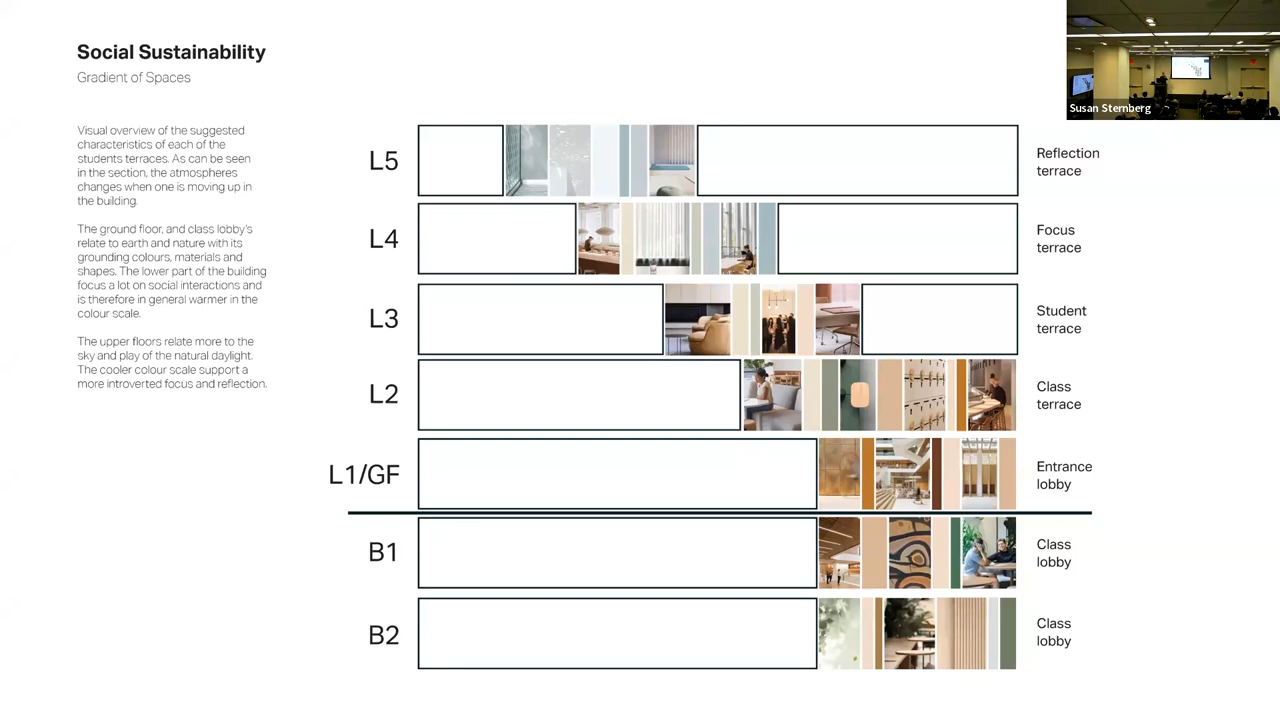 Social Sustainability
Gradient of Spaces
Visual overview of the suggested
characteristics of each of the
students terraces. As can be seen
in the section, the atmospheres
changes when one is moving up in
the building.
The ground floor, and class lobby's
relate to earth and nature with its
grounding colours, materials and
shapes. The lower part of the building
focus a lot on social interactions and
is therefore in general warmer in the
colour scale.
The upper floors relate more to the
sky and play of the natural daylight.
The cooler colour scale support a
more introverted focus and reflection.
Susan Sternberg
L5
Reflection
terrace
L4
Focus
terrace
L3
Student
terrace
L2
Class
terrace
L1/GF
Entrance
lobby
B1
Class
lobby
B2
Class
lobby